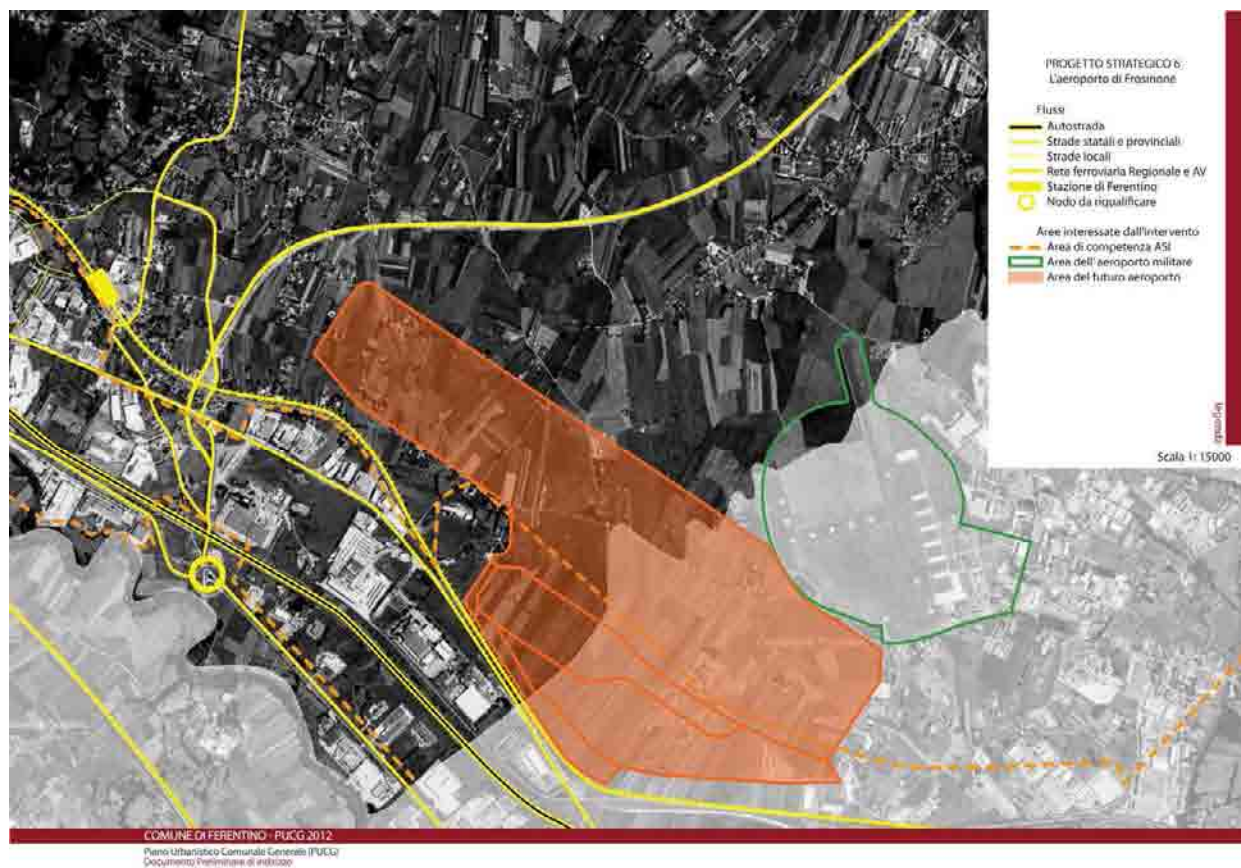 PROGETTO STRATEGICO 6
L'aeroporto di Frosinone
Flussi
Autostrada
Strade statali e provinciali
Strade locali
Rete ferroviaria Regionale e AV
Stazione di Ferentino
Nodo da riqualificare
Aree interessate dall'intervento
Area di competenza ASI
Area dell' aeroporto militare
Area del futuro aeroporto
legenda
Scala 1: 15000
COMUNE DI FERENTINO - PUCG 2012
Piano Urbanistico Comunale Generale (PUCG)
Documento Preliminare di indirizzo